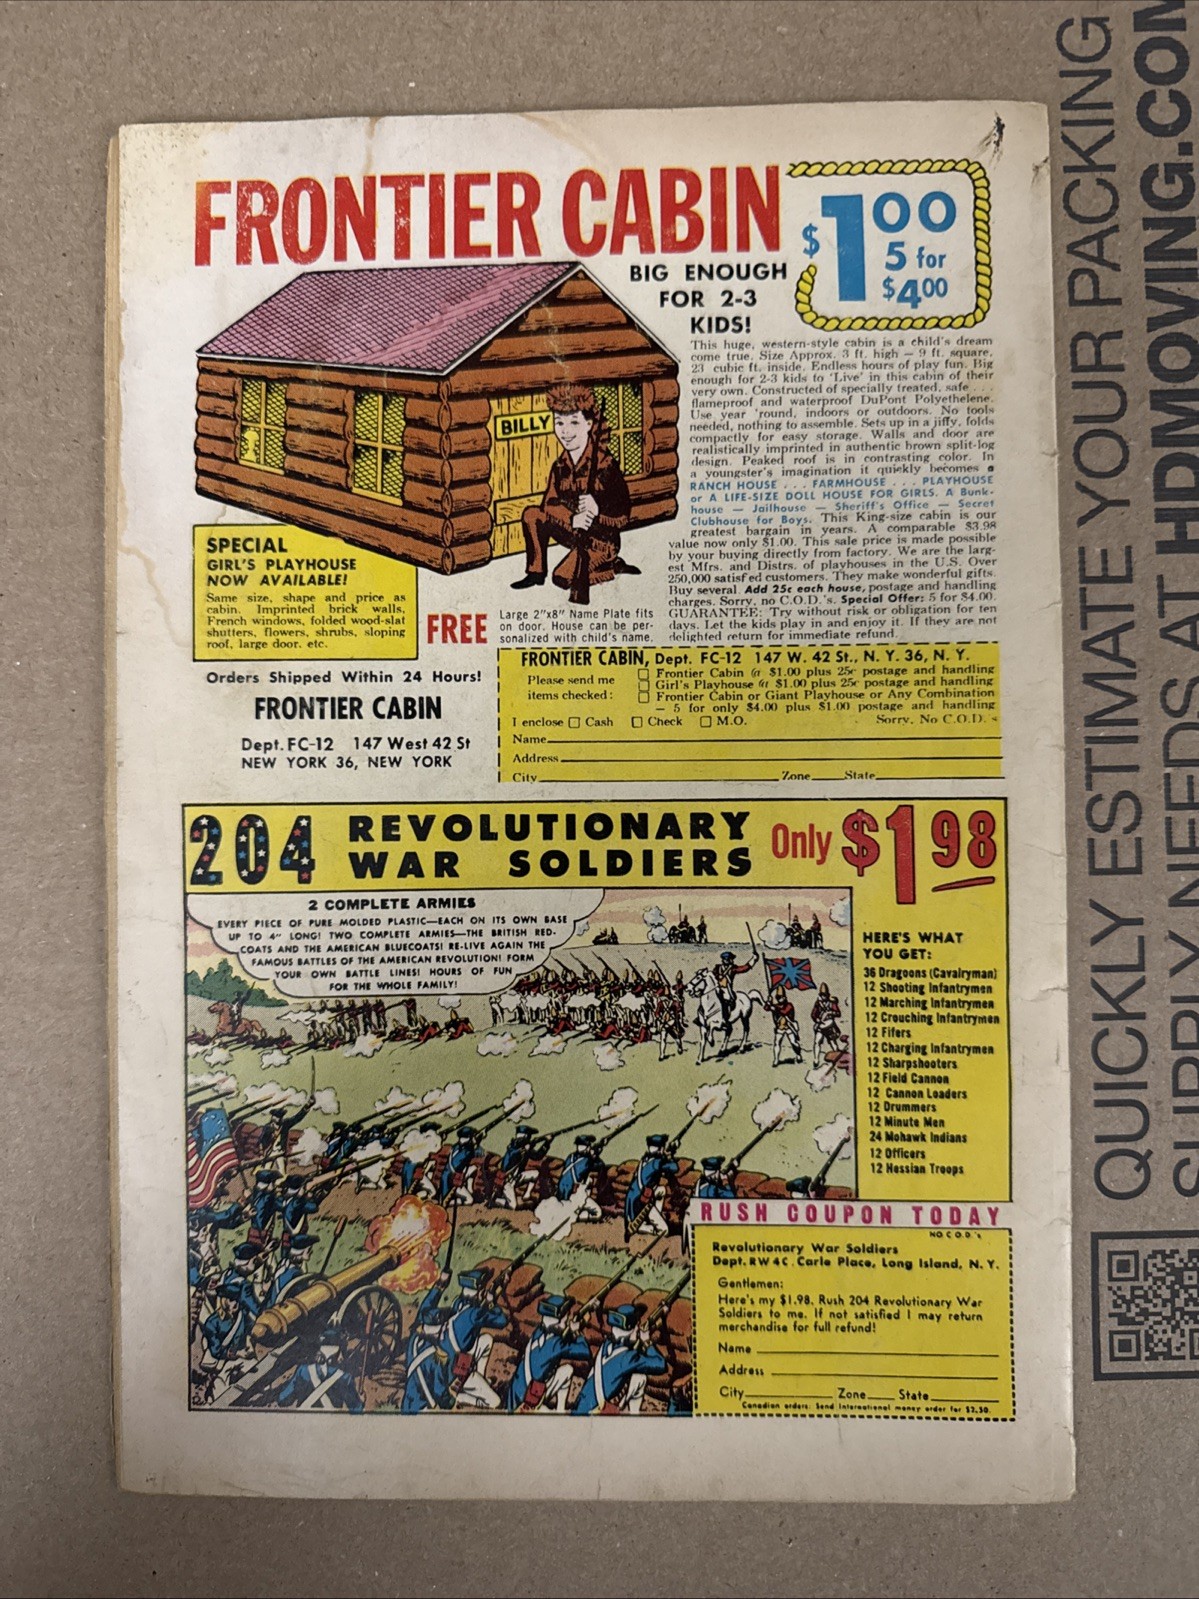 FRONTIER CABIN
$1.00
5 for
$4.00
BIG ENOUGH
FOR 2-3
KIDS!
BILLY
This huge, western-style cabin is a child's dream
come true. Size Approx. 3 ft. high — 9 ft. square,
23 cubic ft. inside. Endless hours of play fun. Big
enough for 2-3 kids to 'Live' in this cabin of their
very own. Constructed of specially treated, safe . . .
flameproof and waterproof DuPont Polyethelene.
Use year 'round, indoors or outdoors. No tools
needed, nothing to assemble. Sets up in a jiffy, folds
compactly for easy storage. Walls and door are
realistically imprinted in authentic brown split-log
design. Peaked roof is in contrasting color. In
a youngster's imagination it quickly becomes a
RANCH HOUSE . . . FARMHOUSE . . . PLAYHOUSE
or A LIFE-SIZE DOLL HOUSE FOR GIRLS. A Bunk-
house — Jailhouse — Sheriff's Office — Secret
Clubhouse for Boys. This King-size cabin is our
greatest bargain in years. A comparable $3.98
value now only $1.00. This sale price is made possible
by your buying directly from factory. We are the larg-
est Mfrs. and Distrs. of playhouses in the U.S. Over
250,000 satisfied customers. They make wonderful gifts.
Buy several. Add 25c each house, postage and handling
charges. Sorry, no C.O.D.'s. Special Offer: 5 for $4.00.
GUARANTEE: Try without risk or obligation for ten
days. Let the kids play in and enjoy it. If they are not
delighted return for immediate refund.
SPECIAL
GIRL'S PLAYHOUSE
NOW AVAILABLE!
Same size, shape and price as
cabin. Imprinted brick walls,
French windows, folded wood-slat
shutters, flowers, shrubs, sloping
roof, large door, etc.
FREE
Large 2"x8" Name Plate fits
on door. House can be per-
sonalized with child's name.
Orders Shipped Within 24 Hours!
FRONTIER CABIN
Dept. FC-12 147 West 42 St
NEW YORK 36, NEW YORK
FRONTIER CABIN, Dept. FC-12 147 W. 42 St., N. Y. 36, N. Y.
Please send me
items checked:
Frontier Cabin @ $1.00 plus 25c postage and handling
Girl's Playhouse @ $1.00 plus 25c postage and handling
Frontier Cabin or Giant Playhouse or Any Combination
— 5 for only $4.00 plus $1.00 postage and handling
I enclose Cash Check M.O. Sorry, No C.O.D.'s
Name
Address
City Zone State
204 REVOLUTIONARY
WAR SOLDIERS
Only $1.98
2 COMPLETE ARMIES
EVERY PIECE OF PURE MOLDED PLASTIC—EACH ON ITS OWN BASE
UP TO 4" LONG! TWO COMPLETE ARMIES—THE BRITISH RED-
COATS AND THE AMERICAN BLUECOATS! RE-LIVE AGAIN THE
FAMOUS BATTLES OF THE AMERICAN REVOLUTION! FORM
YOUR OWN BATTLE LINES! HOURS OF FUN
FOR THE WHOLE FAMILY!
HERE'S WHAT
YOU GET:
36 Dragoons (Cavalryman)
12 Shooting Infantrymen
12 Marching Infantrymen
12 Crouching Infantrymen
12 Fifers
12 Charging Infantrymen
12 Sharpshooters
12 Field Cannon
12 Cannon Loaders
12 Drummers
12 Minute Men
24 Mohawk Indians
12 Officers
12 Hessian Troops
RUSH COUPON TODAY
NO C.O.D.'s
Revolutionary War Soldiers
Dept. RW 4C, Carle Place, Long Island, N. Y.
Gentlemen:
Here's my $1.98. Rush 204 Revolutionary War
Soldiers to me. If not satisfied I may return
merchandise for full refund!
Name
Address
City Zone State
Canadian orders: Send International money order for $2.50.
QUICKLY ESTIMATE YOUR PACKING
SUPPLY NEEDS AT HDMOVING.COM